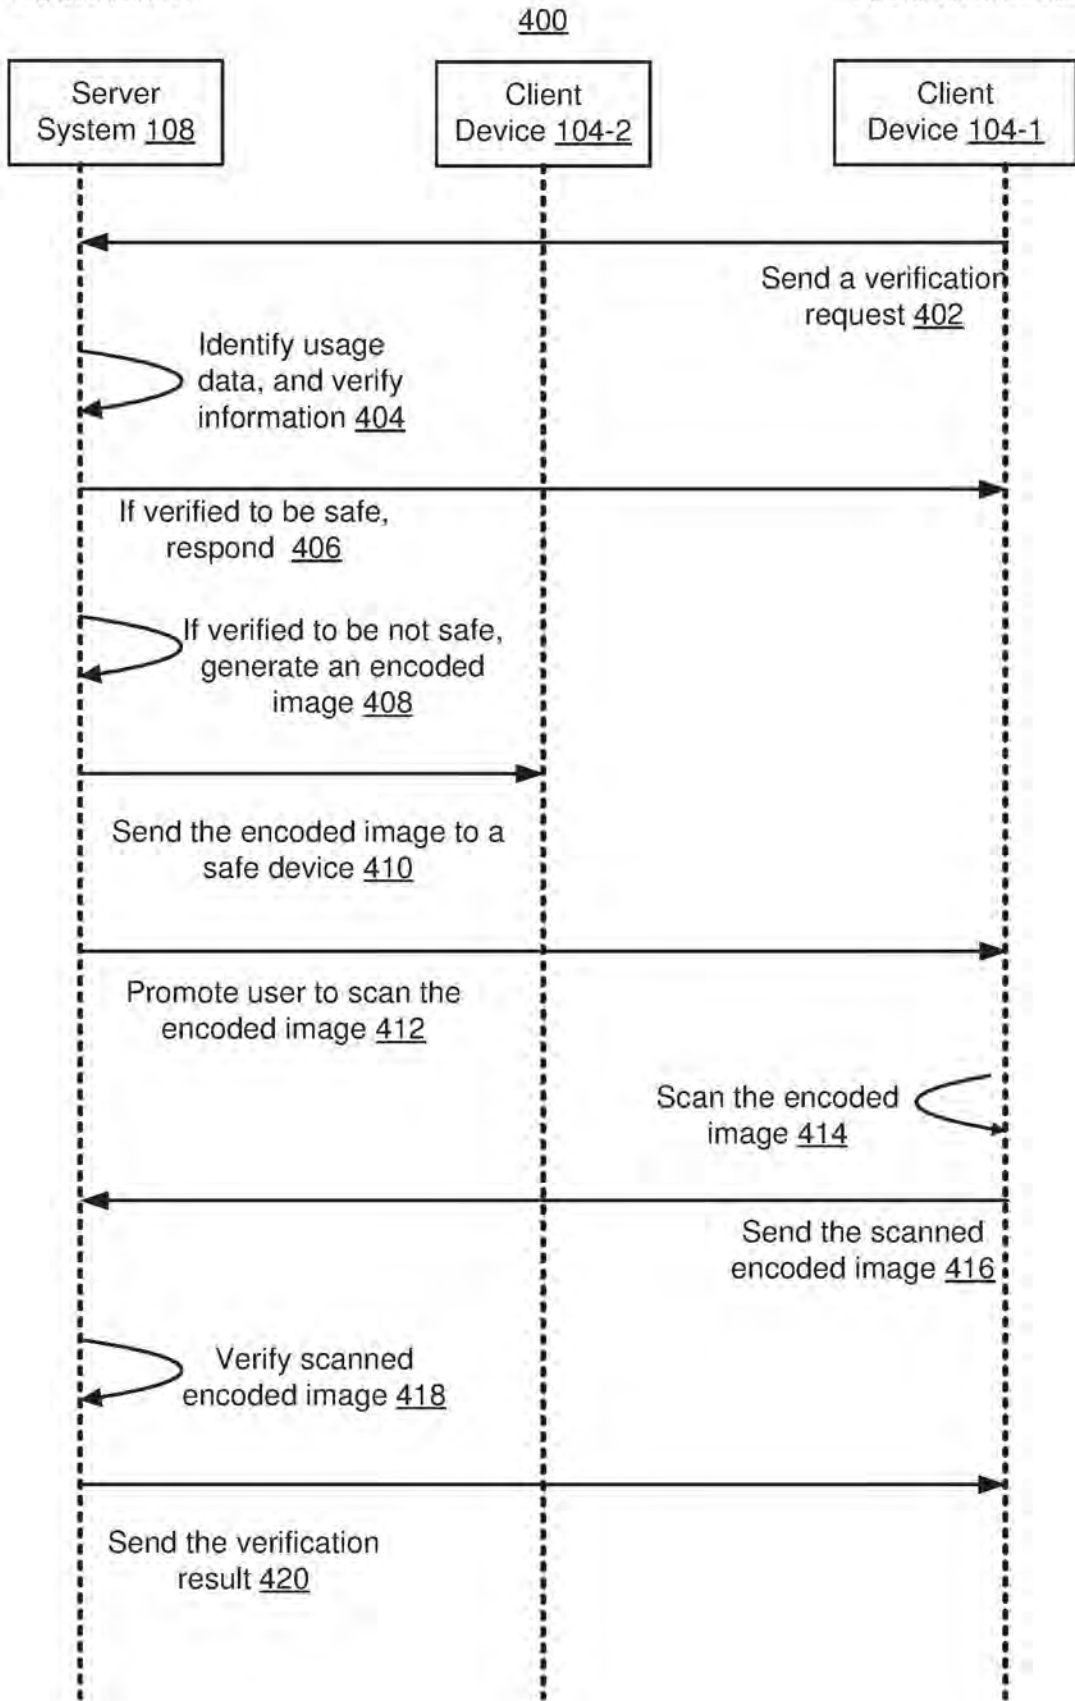 400
Server
System 108
Client
Device 104-2
Client
Device 104-1
Send a verification
request 402
Identify usage
data, and verify
information 404
If verified to be safe,
respond 406
If verified to be not safe,
generate an encoded
image 408
Send the encoded image to a
safe device 410
Promote user to scan the
encoded image 412
Scan the encoded
image 414
Send the scanned
encoded image 416
Verify scanned
encoded image 418
Send the verification
result 420